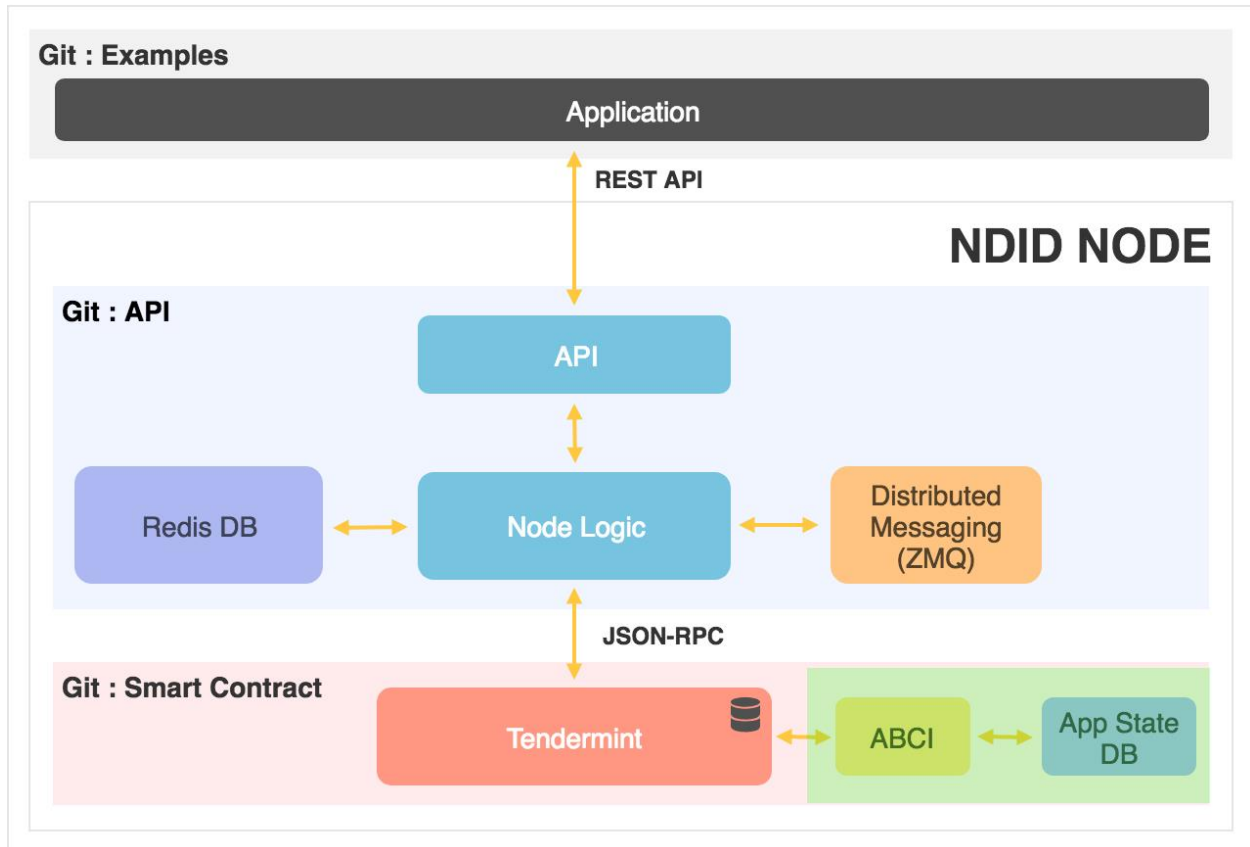 Git : Examples
Application
REST API
NDID NODE
Git : API
API
Redis DB
Node Logic
Distributed
Messaging
(ZMQ)
JSON-RPC
Git : Smart Contract
Tendermint
ABCI
App State
DB